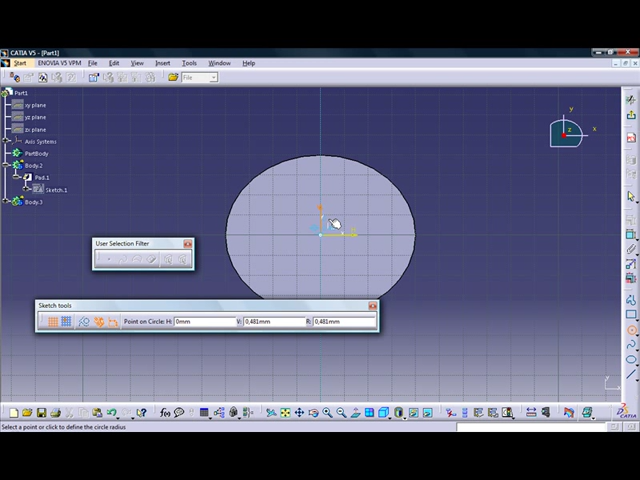 CATIA V5 - [Part1]
Start ENOVIA V5 VPM File Edit View Insert Tools Window Help
File
Part1
xy plane
yz plane
zx plane
Axis Systems
PartBody
Body.2
Pad.1
Sketch.1
Body.3
y
x
z
User Selection Filter
Sketch tools
Point on Circle: H: 0mm V: 0,481mm R: 0,481mm
y
x
f(x)
CATIA
Select a point or click to define the circle radius